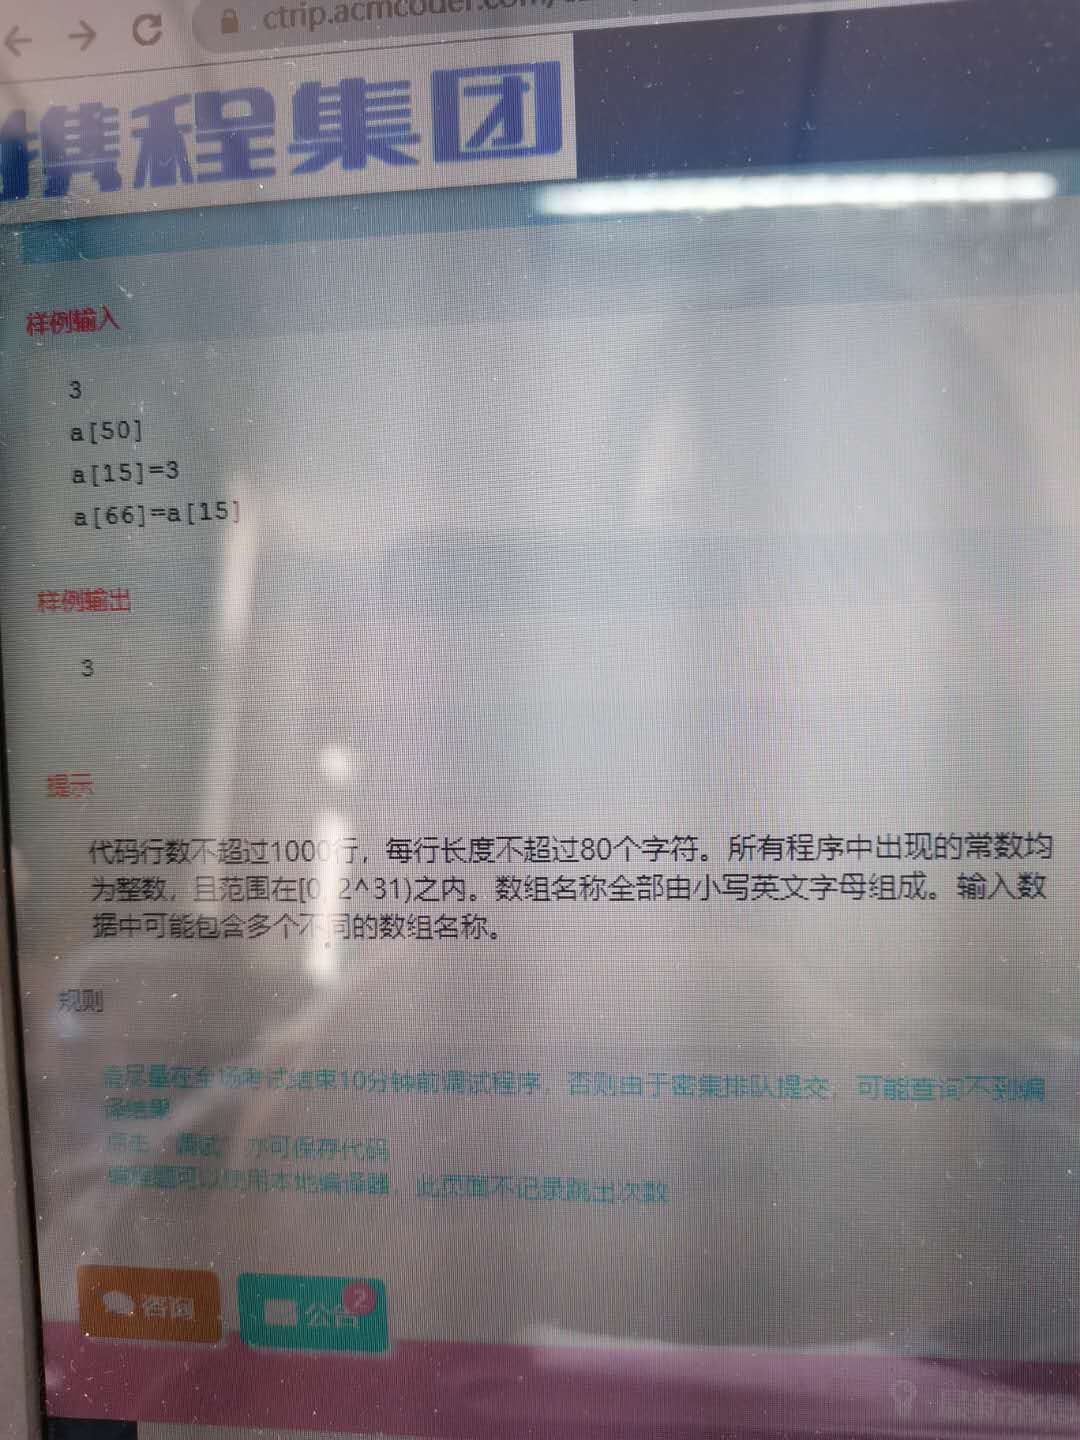 ctrip.acmcoder.com/
携程集团
样例输入
3
a[50]
a[15]=3
a[66]=a[15]
样例输出
3
提示
代码行数不超过1000行，每行长度不超过80个字符。所有程序中出现的常数均
为整数，且范围在[0, 2^31)之内。数组名称全部由小写英文字母组成。输入数
据中可能包含多个不同的数组名称。
规则
请尽量在全场考试结束10分钟前调试程序，否则由于密集排队提交，可能查询不到编
译结果
点击“调试”亦可保存代码
编程题可以使用本地编译器，此页面不记录跳出次数
咨询
公告
2